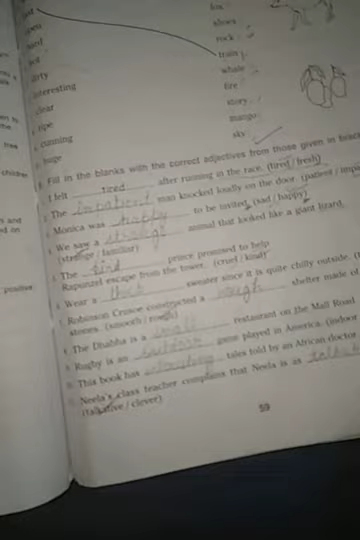 fox
shoes
open
rock
hard
train
hot
whale
dirty
fire
interesting
story
clear
mango
ripe
sky
cunning
huge
Fill in the blanks with the correct adjectives from those given in
I felt tired after running in the race. (tired / fresh)
The impatient man knocked loudly on the door. (patient /
Monica was happy to be invited. (sad / happy)
We saw a strange animal that looked like a giant lizard.
(strange / familiar)
The kind prince promised to help
Rapunzel escape from the tower. (cruel / kind)
Wear a thick sweater since it is quite chilly outside.
Robinson Crusoe constructed a rough shelter made of
stones. (smooth / rough)
The Dhabha is a small restaurant on the Mall Road.
Rugby is an outdoor game played in America. (indoor
This book has interesting tales told by an African doctor
Neela's class teacher complains that Neela is as
(talkative / clever)
59
children
positive